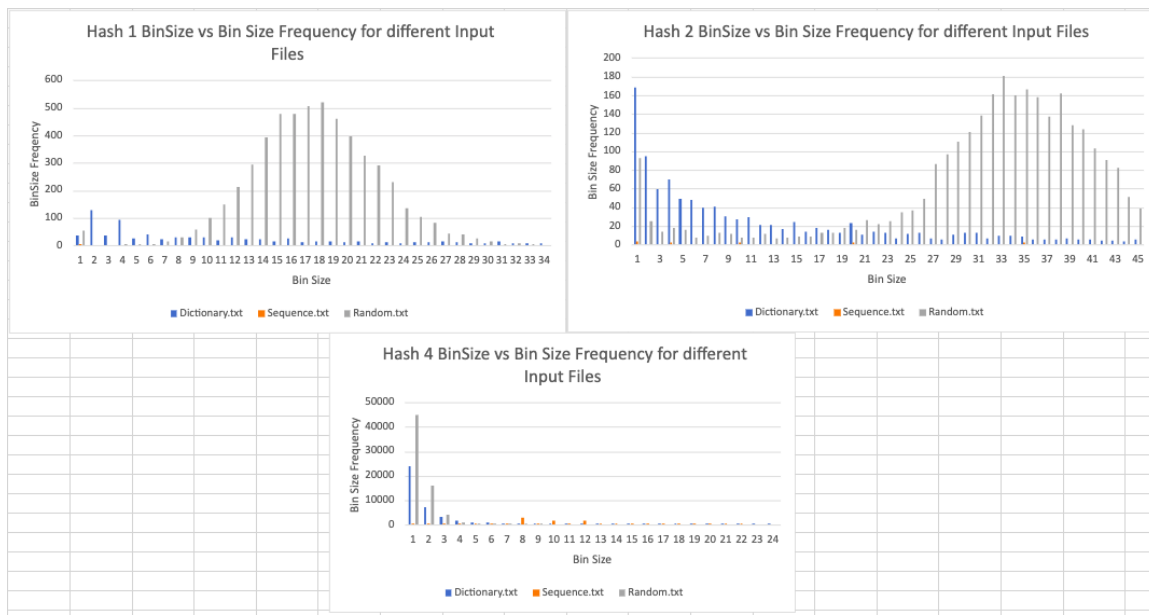 Hash 1 BinSize vs Bin Size Frequency for different Input
Files
600
500
400
300
200
100
0
BinSize Freqency
1 2 3 4 5 6 7 8 9 10 11 12 13 14 15 16 17 18 19 20 21 22 23 24 25 26 27 28 29 30 31 32 33 34
Bin Size
Dictionary.txt Sequence.txt Random.txt
Hash 2 BinSize vs Bin Size Frequency for different Input Files
200
180
160
140
120
100
80
60
40
20
0
Bin Size Frequency
1 3 5 7 9 11 13 15 17 19 21 23 25 27 29 31 33 35 37 39 41 43 45
Bin Size
Dictionary.txt Sequence.txt Random.txt
Hash 4 BinSize vs Bin Size Frequency for different
Input Files
50000
40000
30000
20000
10000
0
Bin Size Frequency
1 2 3 4 5 6 7 8 9 10 11 12 13 14 15 16 17 18 19 20 21 22 23 24
Bin Size
Dictionary.txt Sequence.txt Random.txt